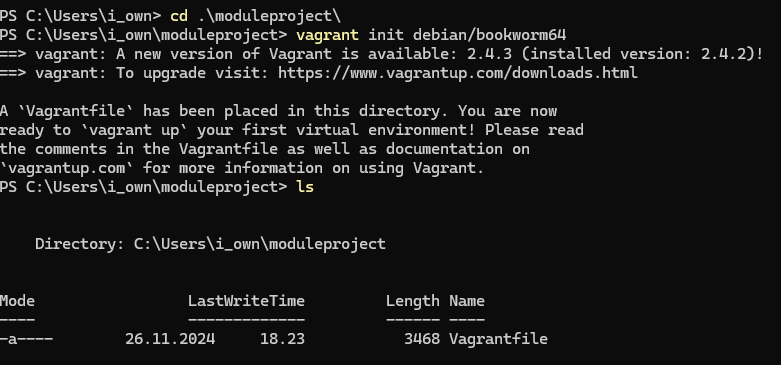 PS C:\Users\i_own> cd .\moduleproject\
PS C:\Users\i_own\moduleproject> vagrant init debian/bookworm64
==> vagrant: A new version of Vagrant is available: 2.4.3 (installed version: 2.4.2)!
==> vagrant: To upgrade visit: https://www.vagrantup.com/downloads.html

A `Vagrantfile` has been placed in this directory. You are now
ready to `vagrant up` your first virtual environment! Please read
the comments in the Vagrantfile as well as documentation on
`vagrantup.com` for more information on using Vagrant.
PS C:\Users\i_own\moduleproject> ls

    Directory: C:\Users\i_own\moduleproject

Mode                 LastWriteTime         Length Name
----                 -------------         ------ ----
-a----        26.11.2024     18.23           3468 Vagrantfile